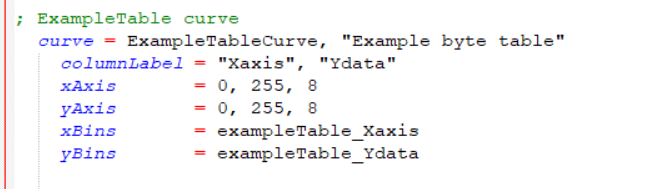 ; ExampleTable curve
curve = ExampleTableCurve, "Example byte table"
columnLabel = "Xaxis", "Ydata"
xAxis = 0, 255, 8
yAxis = 0, 255, 8
xBins = exampleTable_Xaxis
yBins = exampleTable_Ydata